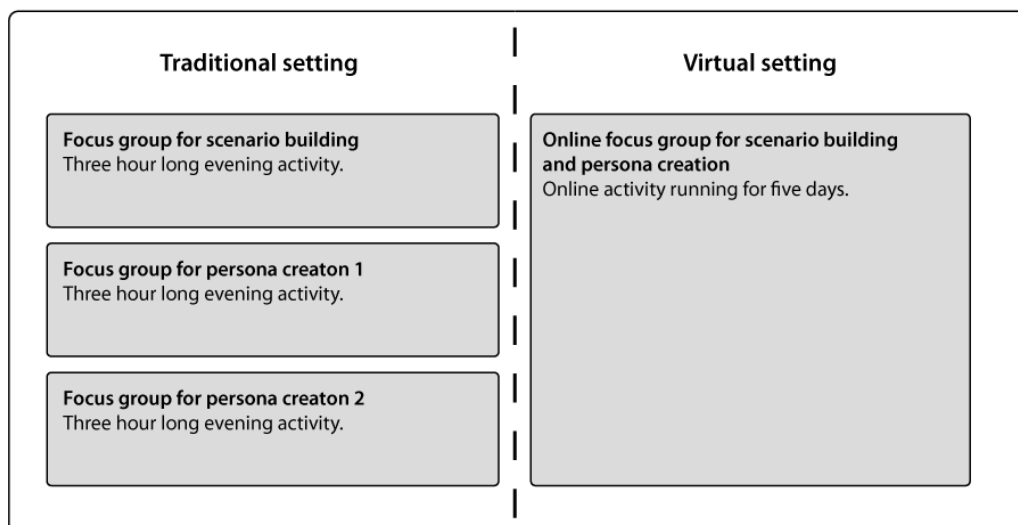 Traditional setting
Focus group for scenario building
Three hour long evening activity.
Focus group for persona creaton 1
Three hour long evening activity.
Focus group for persona creaton 2
Three hour long evening activity.
Virtual setting
Online focus group for scenario building
and persona creation
Online activity running for five days.